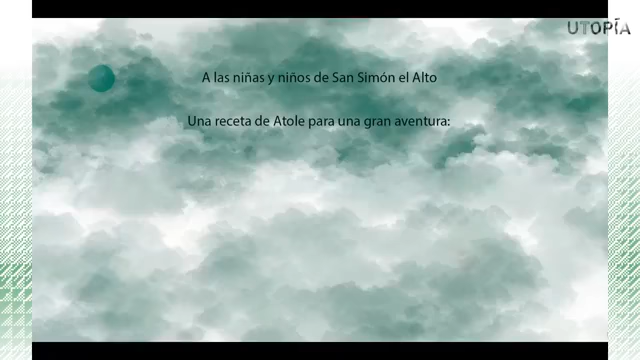 UTOPÍA
A las niñas y niños de San Simón el Alto
Una receta de Atole para una gran aventura: